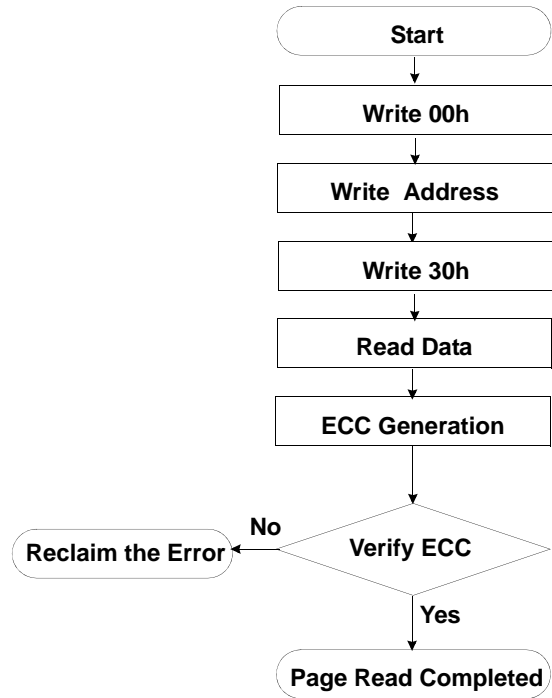 Start
Write 00h
Write Address
Write 30h
Read Data
ECC Generation
Verify ECC
No
Reclaim the Error
Yes
Page Read Completed